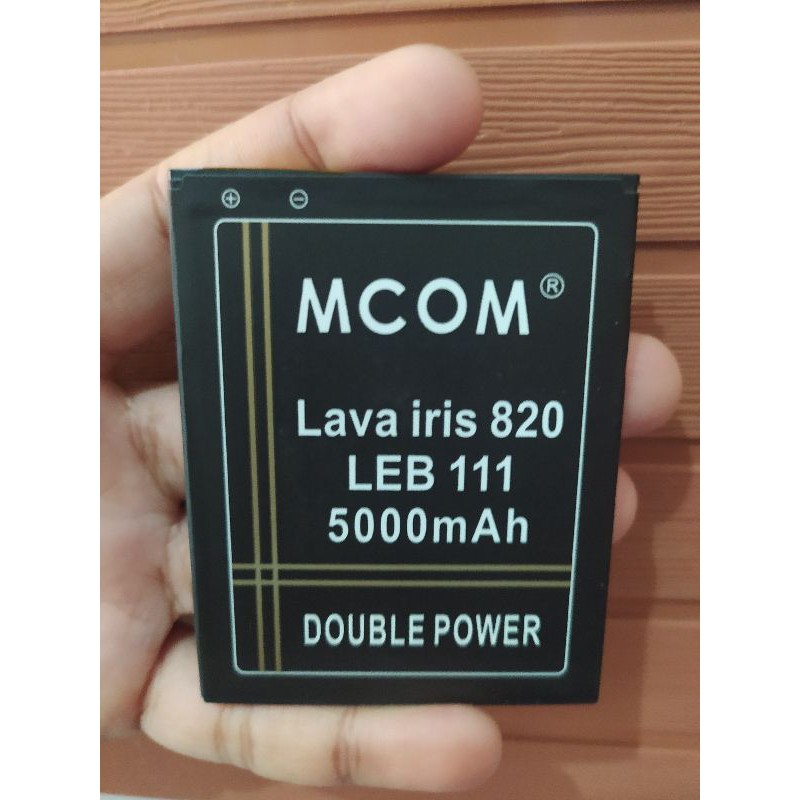 ⊕ ⊖
MCOM®
Lava iris 820
LEB 111
5000mAh
DOUBLE POWER